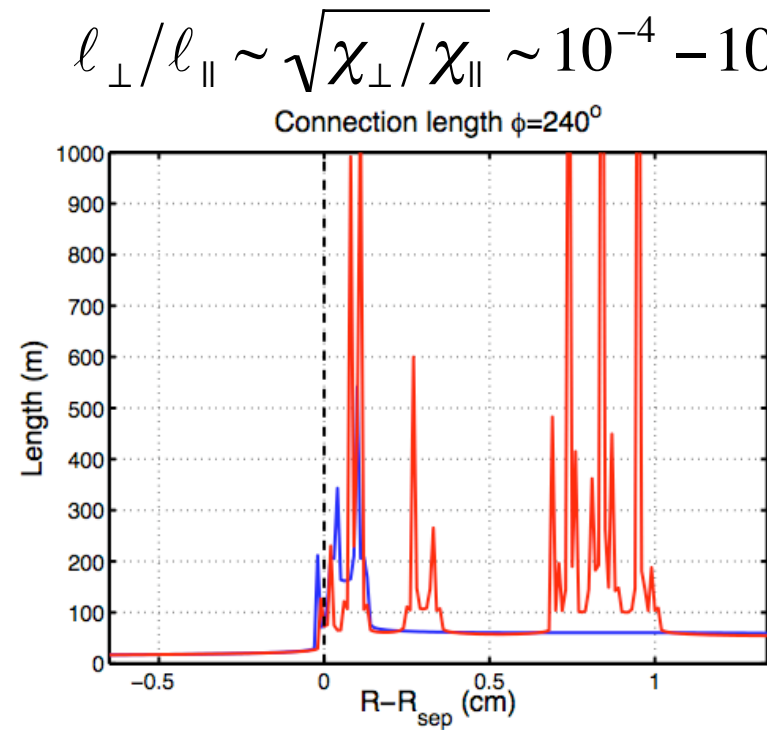 ℓ⊥/ℓ∥ ~ √χ⊥/χ∥ ~ 10⁻⁴ – 10
Connection length ϕ=240°
1000
900
800
700
600
500
400
300
200
100
0
Length (m)
−0.5 0 0.5 1
R−R_sep (cm)